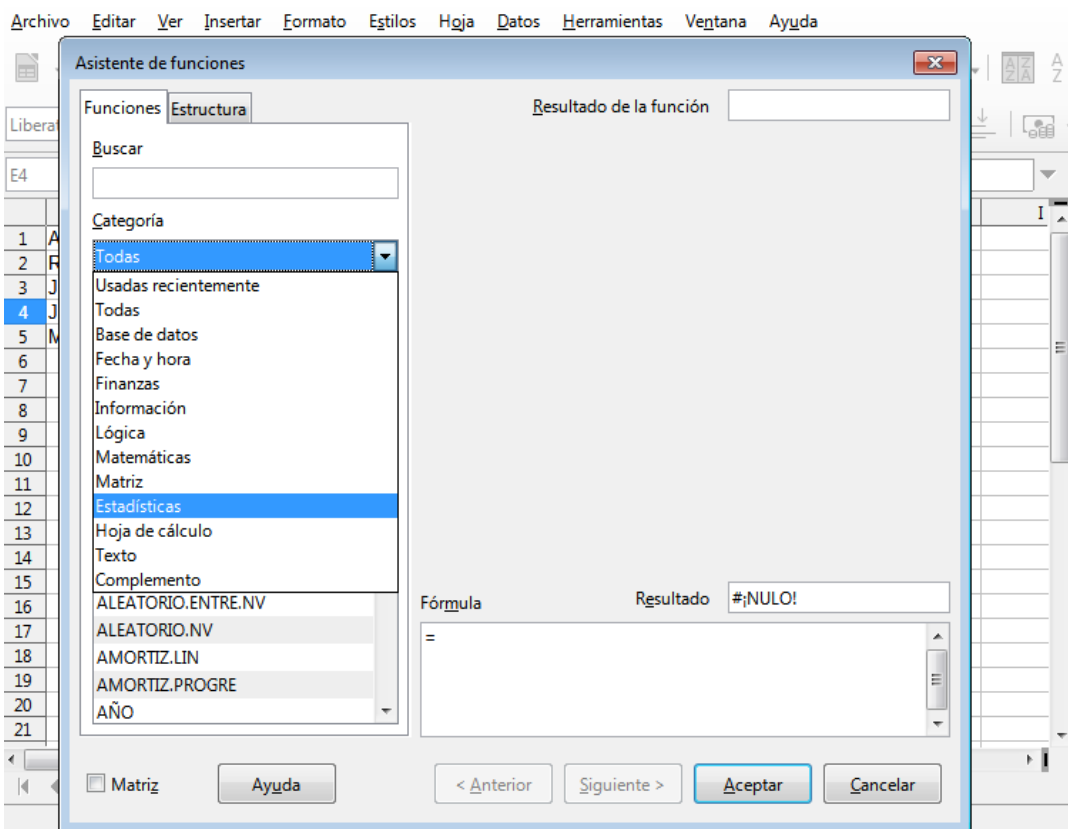 Archivo Editar Ver Insertar Formato Estilos Hoja Datos Herramientas Ventana Ayuda
Asistente de funciones
Funciones Estructura
Resultado de la función
Liberat
Buscar
E4
Categoría
I
1 A
Todas
2 R
Usadas recientemente
3 J
Todas
4 J
Base de datos
5 M
Fecha y hora
6
Finanzas
7
Información
8
Lógica
9
Matemáticas
10
Matriz
11
Estadísticas
12
Hoja de cálculo
13
Texto
14
Complemento
15
ALEATORIO.ENTRE.NV
16
Fórmula
Resultado #¡NULO!
ALEATORIO.NV
17
=
AMORTIZ.LIN
18
AMORTIZ.PROGRE
19
AÑO
20
21
Matriz Ayuda < Anterior Siguiente > Aceptar Cancelar